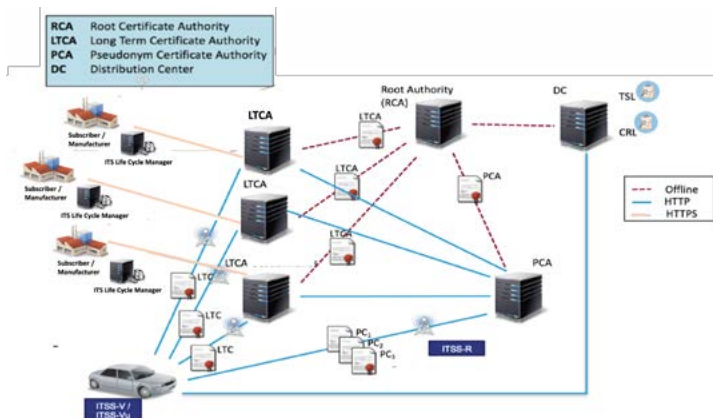 RCA Root Certificate Authority
LTCA Long Term Certificate Authority
PCA Pseudonym Certificate Authority
DC Distribution Center
Root Authority
(RCA)
DC
TSL
CRL
LTCA
LTCA
Subscriber /
Manufacturer
ITS Life Cycle Manager
LTCA
PCA
Offline
HTTP
HTTPS
LTCA
Subscriber /
Manufacturer
ITS Life Cycle Manager
LTCA
LTCA
PCA
Subscriber /
Manufacturer
ITS Life Cycle Manager
LTC
LTC
LTC
PC1
PC2
PC3
ITSS-R
ITSS-V /
ITSS-Vu